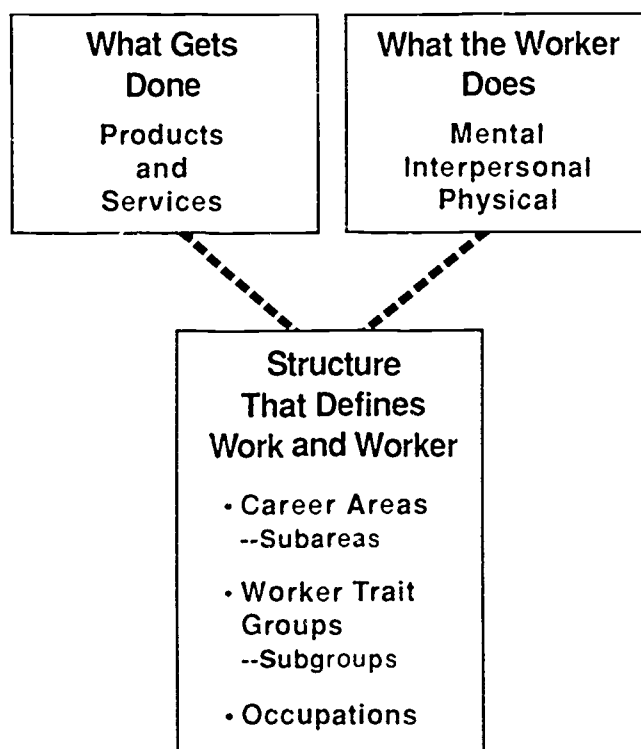 What Gets
Done
Products
and
Services
What the Worker
Does
Mental
Interpersonal
Physical
Structure
That Defines
Work and Worker
• Career Areas
--Subareas
• Worker Trait
Groups
--Subgroups
• Occupations